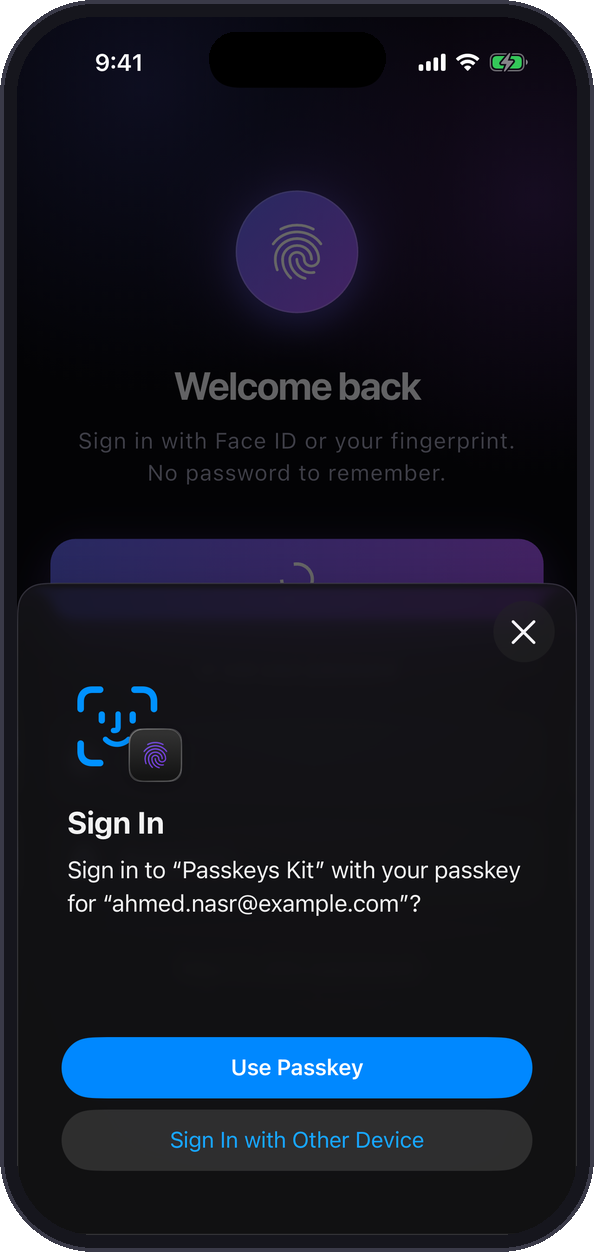 9:41
Welcome back
Sign in with Face ID or your fingerprint.
No password to remember.
Sign In
Sign in to “Passkeys Kit” with your passkey
for “ahmed.nasr@example.com”?
Use Passkey
Sign In with Other Device